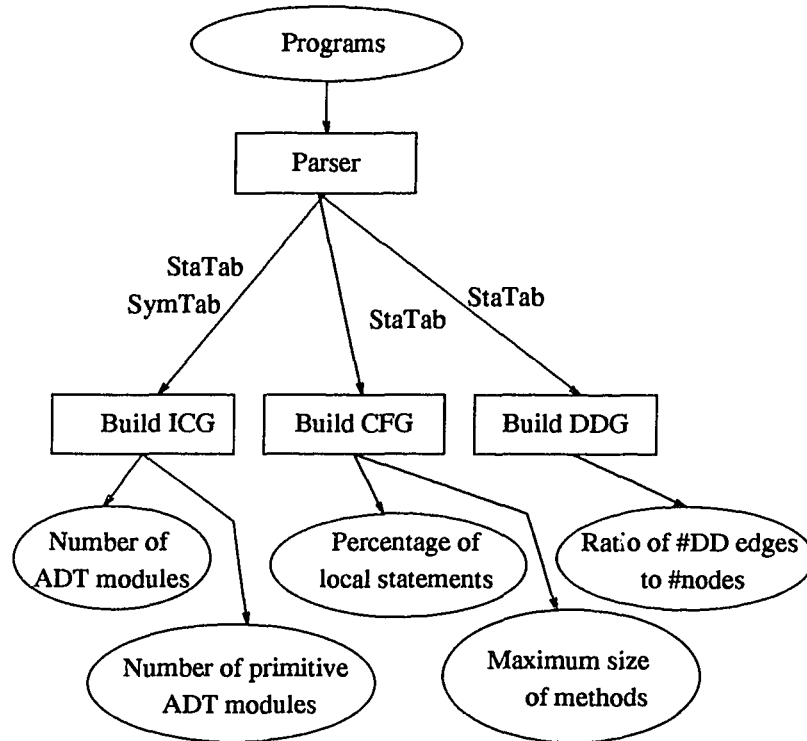 Programs
Parser
StaTab
SymTab
StaTab
StaTab
Build ICG
Build CFG
Build DDG
Number of
ADT modules
Percentage of
local statements
Ratio of #DD edges
to #nodes
Number of primitive
ADT modules
Maximum size
of methods